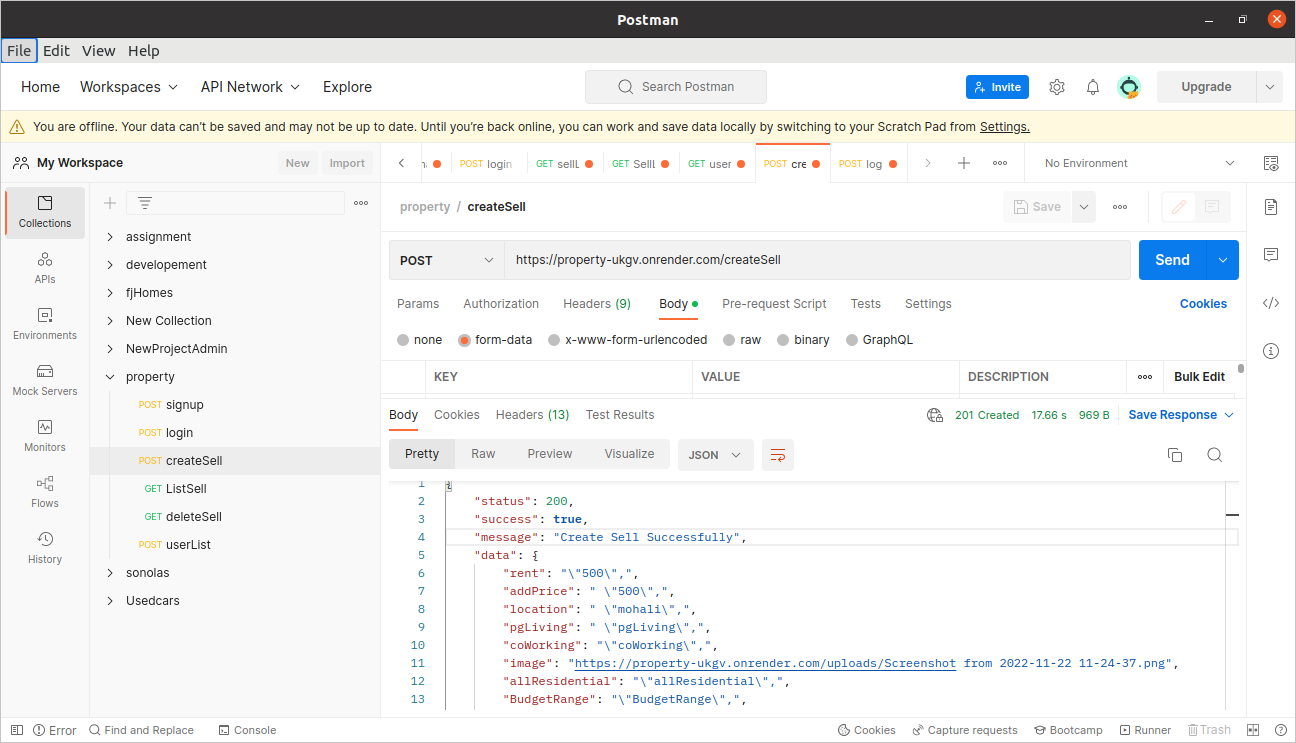 Postman
File Edit View Help
Home Workspaces API Network Explore Search Postman Invite Upgrade
You are offline. Your data can't be saved and may not be up to date. Until you're back online, you can work and save data locally by switching to your Scratch Pad from Settings.
My Workspace New Import
POST login GET sellL GET SellL GET user POST cre POST log No Environment
Collections
APIs
Environments
Mock Servers
Monitors
Flows
History
assignment
developement
fjHomes
New Collection
NewProjectAdmin
property
POST signup
POST login
POST createSell
GET ListSell
GET deleteSell
POST userList
sonolas
Usedcars
property / createSell Save
POST https://property-ukgv.onrender.com/createSell Send
Params Authorization Headers (9) Body Pre-request Script Tests Settings Cookies
none form-data x-www-form-urlencoded raw binary GraphQL
KEY VALUE DESCRIPTION Bulk Edit
Body Cookies Headers (13) Test Results 201 Created 17.66 s 969 B Save Response
Pretty Raw Preview Visualize JSON
1 {
2 "status": 200,
3 "success": true,
4 "message": "Create Sell Successfully",
5 "data": {
6 "rent": "\"500\",",
7 "addPrice": " \"500\",",
8 "location": " \"mohali\",",
9 "pgLiving": " \"pgLiving\",",
10 "coWorking": "\"coWorking\",",
11 "image": "https://property-ukgv.onrender.com/uploads/Screenshot from 2022-11-22 11-24-37.png",
12 "allResidential": "\"allResidential\",",
13 "BudgetRange": "\"BudgetRange\",",
Error Find and Replace Console Cookies Capture requests Bootcamp Runner Trash